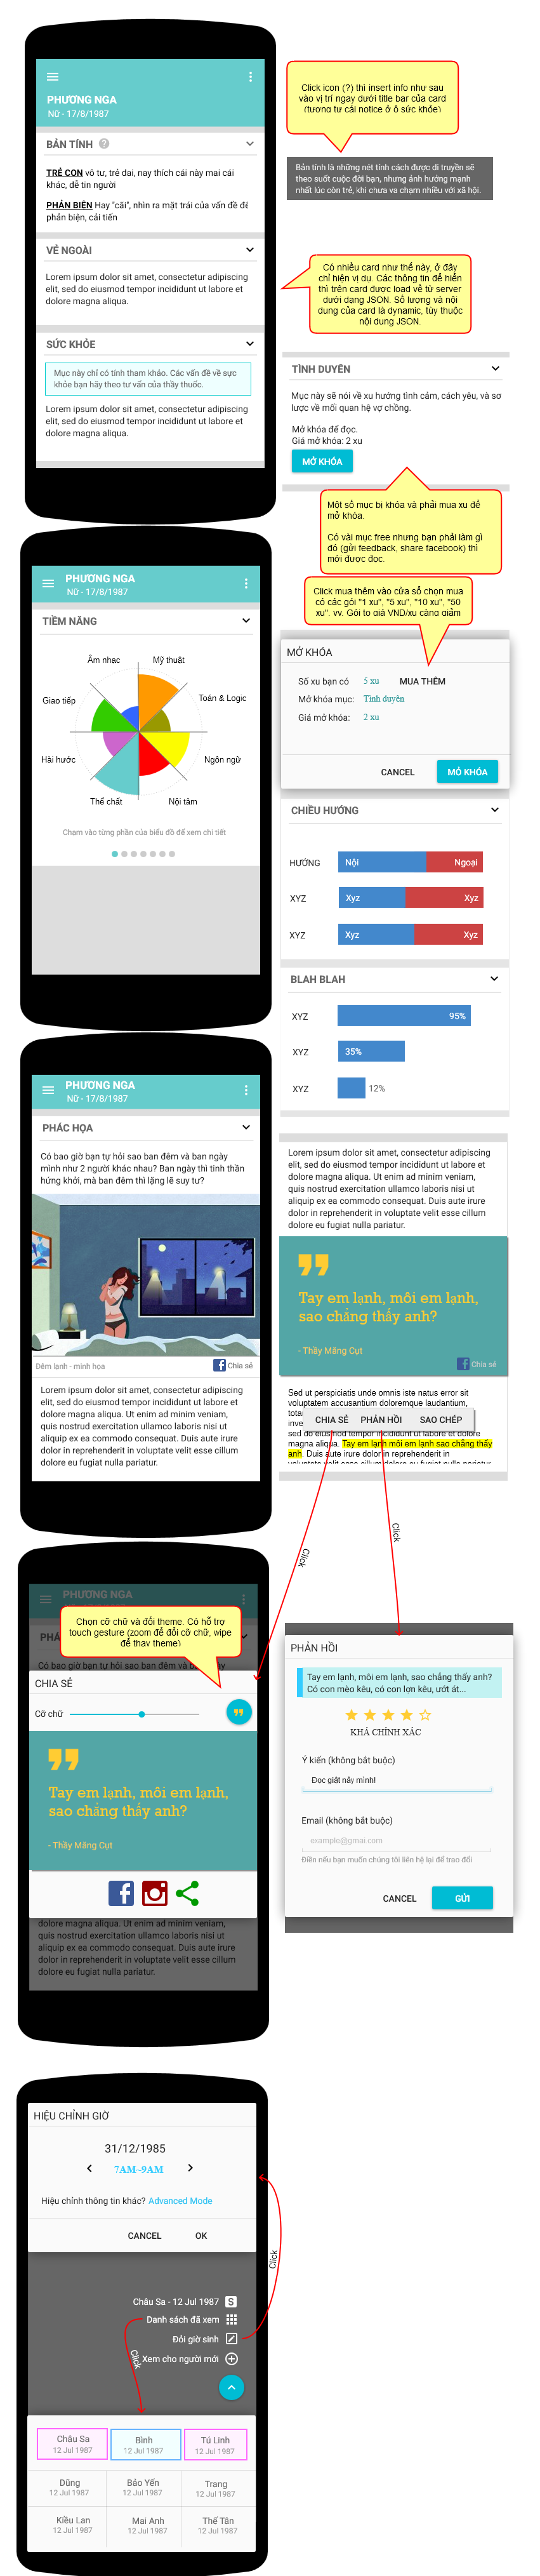 PHƯƠNG NGA
Nữ - 17/8/1987
BẢN TÍNH ?
TRẺ CON vô tư, trẻ dai, nay thích cái này mai cái
khác, dễ tin người
PHẢN BIỆN Hay "cãi", nhìn ra mặt trái của vấn đề để
phản biện, cải tiến
VẺ NGOÀI
Lorem ipsum dolor sit amet, consectetur adipiscing
elit, sed do eiusmod tempor incididunt ut labore et
dolore magna aliqua.
SỨC KHỎE
Mục này chỉ có tính tham khảo. Các vấn đề về sức
khỏe bạn hãy theo tư vấn của thầy thuốc.
Lorem ipsum dolor sit amet, consectetur adipiscing
elit, sed do eiusmod tempor incididunt ut labore et
dolore magna aliqua.
Click icon (?) thì insert info như sau
vào vị trí ngay dưới title bar của card
(tương tự cái notice ở ô sức khỏe)
Bản tính là những nét tính cách được di truyền sẽ
theo suốt cuộc đời bạn, nhưng ảnh hưởng mạnh
nhất lúc còn trẻ, khi chưa va chạm nhiều với xã hội.
Có nhiều card như thế này, ở đây
chỉ hiện ví dụ. Các thông tin để hiển
thị trên card được load về từ server
dưới dạng JSON. Số lượng và nội
dung của card là dynamic, tùy thuộc
nội dung JSON.
TÌNH DUYÊN
Mục này sẽ nói về xu hướng tình cảm, cách yêu, và sơ
lược về mối quan hệ vợ chồng.
Mở khóa để đọc.
Giá mở khóa: 2 xu
MỞ KHÓA
Một số mục bị khóa và phải mua xu để
mở khóa.
Có vài mục free nhưng bạn phải làm gì
đó (gửi feedback, share facebook) thì
mới được đọc.
Click mua thêm vào cửa sổ chọn mua
có các gói "1 xu", "5 xu", "10 xu", "50
xu", vv. Gói to giá VND/xu càng giảm
PHƯƠNG NGA
Nữ - 17/8/1987
TIỀM NĂNG
Âm nhạc
Mỹ thuật
Giao tiếp
Toán & Logic
Hài hước
Ngôn ngữ
Thể chất
Nội tâm
Chạm vào từng phần của biểu đồ để xem chi tiết
MỞ KHÓA
Số xu bạn có 5 xu MUA THÊM
Mở khóa mục: Tình duyên
Giá mở khóa: 2 xu
CANCEL MỞ KHÓA
CHIỀU HƯỚNG
HƯỚNG Nội Ngoại
XYZ Xyz Xyz
XYZ Xyz Xyz
BLAH BLAH
XYZ 95%
XYZ 35%
XYZ 12%
PHƯƠNG NGA
Nữ - 17/8/1987
PHÁC HỌA
Có bao giờ bạn tự hỏi sao ban đêm và ban ngày
mình như 2 người khác nhau? Ban ngày thì tinh thần
hứng khởi, mà ban đêm thì lặng lẽ suy tư?
Đêm lạnh - minh họa
Chia sẻ
Lorem ipsum dolor sit amet, consectetur adipiscing
elit, sed do eiusmod tempor incididunt ut labore et
dolore magna aliqua. Ut enim ad minim veniam,
quis nostrud exercitation ullamco laboris nisi ut
aliquip ex ea commodo consequat. Duis aute irure
dolor in reprehenderit in voluptate velit esse cillum
dolore eu fugiat nulla pariatur.
Lorem ipsum dolor sit amet, consectetur adipiscing
elit, sed do eiusmod tempor incididunt ut labore et
dolore magna aliqua. Ut enim ad minim veniam,
quis nostrud exercitation ullamco laboris nisi ut
aliquip ex ea commodo consequat. Duis aute irure
dolor in reprehenderit in voluptate velit esse cillum
dolore eu fugiat nulla pariatur.
Tay em lạnh, môi em lạnh,
sao chẳng thấy anh?
- Thầy Măng Cụt
Chia sẻ
Sed ut perspiciatis unde omnis iste natus error sit
voluptatem accusantium doloremque laudantium,
tota
inve
CHIA SẺ PHẢN HỒI SAO CHÉP
sed do eiusmod tempor incididunt ut labore et dolore
magna aliqua. Tay em lạnh môi em lạnh sao chẳng thấy
anh. Duis aute irure dolor in reprehenderit in
voluptate velit esse cillum dolore eu fugiat nulla pariatur
Click
Click
PHƯƠNG NGA
Nữ - 17/8/1987
Chọn cỡ chữ và đổi theme. Có hỗ trợ
touch gesture (zoom để đổi cỡ chữ, wipe
để thay theme)
CHIA SẺ
Cỡ chữ
Tay em lạnh, môi em lạnh,
sao chẳng thấy anh?
- Thầy Măng Cụt
dolore magna aliqua. Ut enim ad minim veniam,
quis nostrud exercitation ullamco laboris nisi ut
aliquip ex ea commodo consequat. Duis aute irure
dolor in reprehenderit in voluptate velit esse cillum
dolore eu fugiat nulla pariatur.
PHẢN HỒI
Tay em lạnh, môi em lạnh, sao chẳng thấy anh?
Có con mèo kêu, có con lợn kêu, ướt át...
KHÁ CHÍNH XÁC
Ý kiến (không bắt buộc)
Đọc giật nảy mình!
Email (không bắt buộc)
example@gmai.com
Điền nếu bạn muốn chúng tôi liên hệ lại để trao đổi
CANCEL GỬI
HIỆU CHỈNH GIỜ
31/12/1985
7AM–9AM
Hiệu chỉnh thông tin khác? Advanced Mode
CANCEL OK
Click
Châu Sa - 12 Jul 1987 S
Danh sách đã xem
Đổi giờ sinh
Xem cho người mới
Click
Châu Sa Bình Tú Linh
12 Jul 1987 12 Jul 1987 12 Jul 1987
Dũng Bảo Yến Trang
12 Jul 1987 12 Jul 1987 12 Jul 1987
Kiều Lan Mai Anh Thế Tân
12 Jul 1987 12 Jul 1987 12 Jul 1987